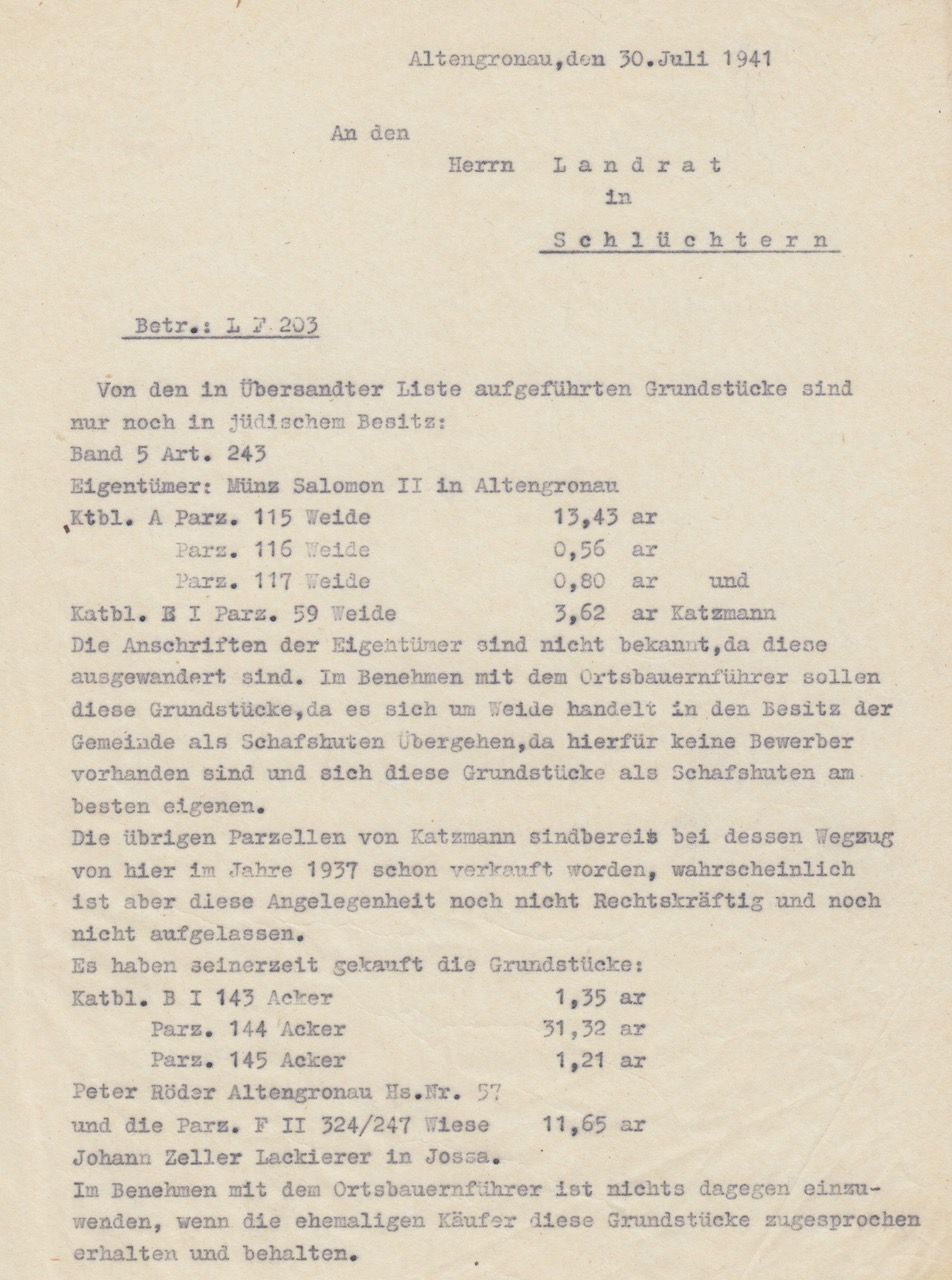 Altengronau,den 30.Juli 1941
An den
Herrn L a n d r a t
in
S c h l ü c h t e r n
Betr.: L F 203
Von den in Übersandter Liste aufgeführten Grundstücke sind
nur noch in jüdischem Besitz:
Band 5 Art. 243
Eigentümer: Münz Salomon II in Altengronau
Ktbl. A Parz. 115 Weide 13,43 ar
Parz. 116 Weide 0,56 ar
Parz. 117 Weide 0,80 ar und
Katbl. E I Parz. 59 Weide 3,62 ar Katzmann
Die Anschriften der Eigentümer sind nicht bekannt,da diese
ausgewandert sind. Im Benehmen mit dem Ortsbauernführer sollen
diese Grundstücke,da es sich um Weide handelt in den Besitz der
Gemeinde als Schafshuten Übergehen,da hierfür keine Bewerber
vorhanden sind und sich diese Grundstücke als Schafshuten am
besten eigenen.
Die übrigen Parzellen von Katzmann sindbereis bei dessen Wegzug
von hier im Jahre 1937 schon verkauft worden, wahrscheinlich
ist aber diese Angelegenheit noch nicht Rechtskräftig und noch
nicht aufgelassen.
Es haben seinerzeit gekauft die Grundstücke:
Katbl. B I 143 Acker 1,35 ar
Parz. 144 Acker 31,32 ar
Parz. 145 Acker 1,21 ar
Peter Röder Altengronau Hs.Nr. 57
und die Parz. F II 324/247 Wiese 11,65 ar
Johann Zeller Lackierer in Jossa.
Im Benehmen mit dem Ortsbauernführer ist nichts dagegen einzu-
wenden, wenn die ehemaligen Käufer diese Grundstücke zugesprochen
erhalten und behalten.